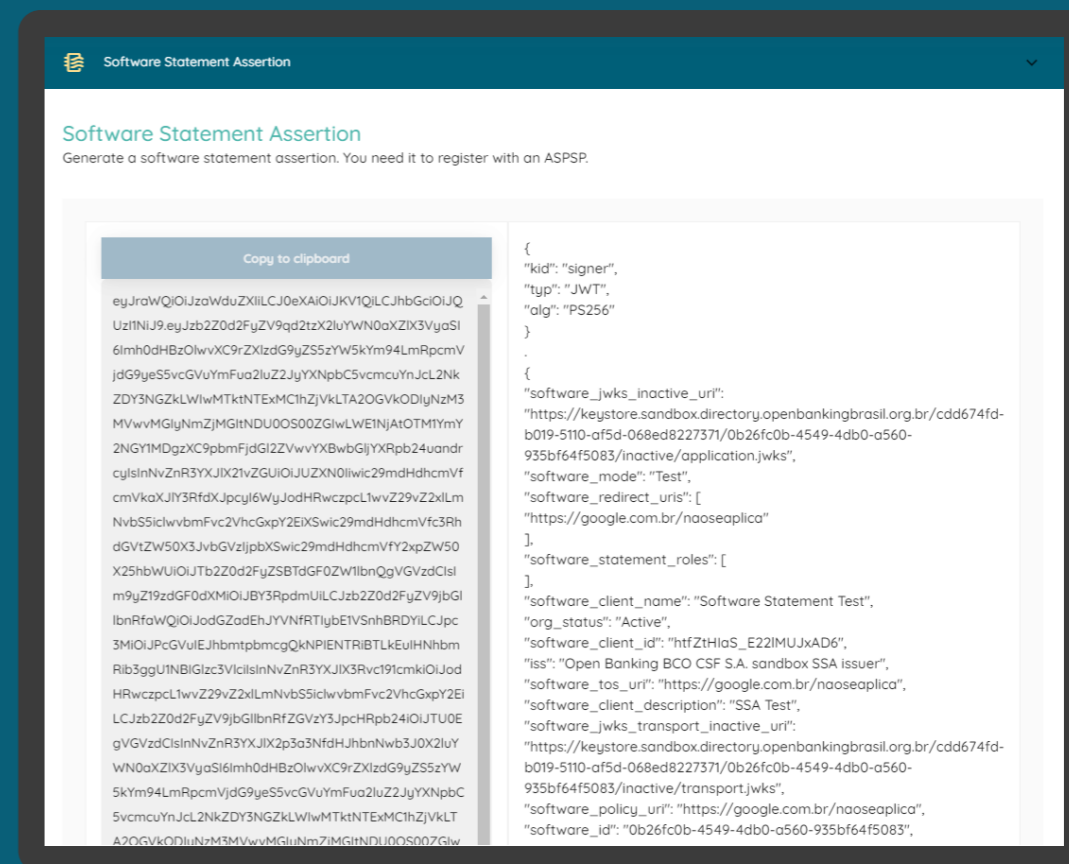 Software Statement Assertion
Software Statement Assertion
Generate a software statement assertion. You need it to register with an ASPSP.
Copy to clipboard
eyJraWQiOiJzaWduZXIiLCJ0eXAiOiJKV1QiLCJhbGciOiJQ
UzI1NiJ9.eyJzb2Z0d2FyZV9qd2tzX2luYWN0aXZlX3VyaSI
6Imh0dHBzOlwvXC9rZXlzdG9yZS5zYW5kYm94LmRpcmV
jdG9yeS5vcGVuYmFua2luZ2JyYXNpbC5vcmcuYnJcL2Nk
ZDY3NGZkLWIwMTktNTExMC1hZjVkLTA2OGVkODIyNzM3
MVwvMGIyNmZjMGItNDU0OS00ZGIwLWE1NjAtOTM1YmY
2NGY1MDgzXC9pbmFjdGl2ZVwvYXBwbGljYXRpb24uandr
cyIsInNvZnR3YXJlX21vZGUiOiJUZXN0Iiwic29mdHdhcmVf
cmVkaXJlY3RfdXJpcyI6WyJodHRwczpcL1wvZ29vZ2xlLm
NvbS5iclwvbmFvc2VhcGxpY2EiXSwic29mdHdhcmVfc3Rh
dGVtZW50X3JvbGVzIjpbXSwic29mdHdhcmVfY2xpZW50
X25hbWUiOiJTb2Z0d2FyZSBTdGF0ZW1lbnQgVGVzdCIsI
m9yZ19zdGF0dXMiOiJBY3RpdmUiLCJzb2Z0d2FyZV9jbGl
lbnRfaWQiOiJodGZadEhJYVNfRTIybE1VSnhBRDYiLCJpc
3MiOiJPcGVuIEJhbmtpbmcgQkNPIENTRiBTLkEuIHNhbm
Rib3ggU1NBIGlzc3VlciIsInNvZnR3YXJlX3Rvc191cmkiOiJod
HRwczpcL1wvZ29vZ2xlLmNvbS5iclwvbmFvc2VhcGxpY2Ei
LCJzb2Z0d2FyZV9jbGllbnRfZGVzY3JpcHRpb24iOiJTU0E
gVGVzdCIsInNvZnR3YXJlX2p3a3NfdHJhbnNwb3J0X2luY
WN0aXZlX3VyaSI6Imh0dHBzOlwvXC9rZXlzdG9yZS5zYW
5kYm94LmRpcmVjdG9yeS5vcGVuYmFua2luZ2JyYXNpbC
5vcmcuYnJcL2NkZDY3NGZkLWIwMTktNTExMC1hZjVkLT
A2OGVkODIyNzM3MVwvMGIyNmZjMGItNDU0OS00ZGIw
{
"kid": "signer",
"typ": "JWT",
"alg": "PS256"
}
.
{
"software_jwks_inactive_uri":
"https://keystore.sandbox.directory.openbankingbrasil.org.br/cdd674fd-
b019-5110-af5d-068ed8227371/0b26fc0b-4549-4db0-a560-
935bf64f5083/inactive/application.jwks",
"software_mode": "Test",
"software_redirect_uris": [
"https://google.com.br/naoseaplica"
],
"software_statement_roles": [
],
"software_client_name": "Software Statement Test",
"org_status": "Active",
"software_client_id": "htfZtHIaS_E22lMUJxAD6",
"iss": "Open Banking BCO CSF S.A. sandbox SSA issuer",
"software_tos_uri": "https://google.com.br/naoseaplica",
"software_client_description": "SSA Test",
"software_jwks_transport_inactive_uri":
"https://keystore.sandbox.directory.openbankingbrasil.org.br/cdd674fd-
b019-5110-af5d-068ed8227371/0b26fc0b-4549-4db0-a560-
935bf64f5083/inactive/transport.jwks",
"software_policy_uri": "https://google.com.br/naoseaplica",
"software_id": "0b26fc0b-4549-4db0-a560-935bf64f5083",